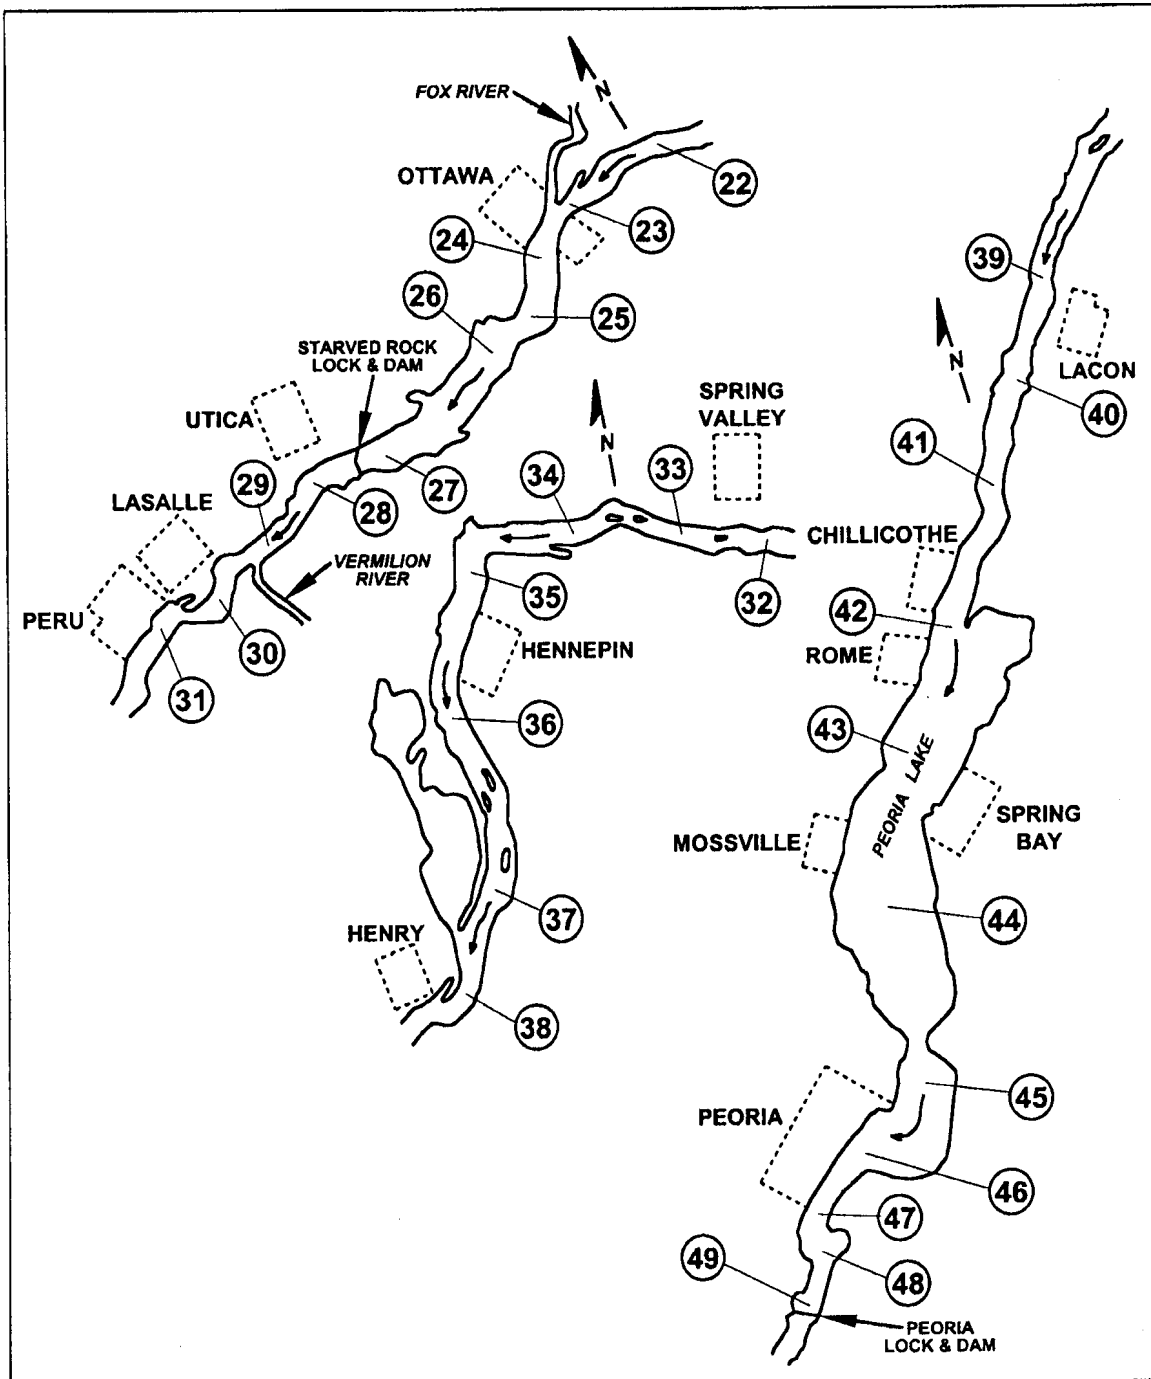 FOX RIVER
N
OTTAWA
22
23
24
26
25
STARVED ROCK
LOCK & DAM
UTICA
29
28
27
LASALLE
VERMILION
RIVER
PERU
30
31
N
SPRING
VALLEY
34
33
32
35
HENNEPIN
36
37
HENRY
38
39
LACON
N
40
41
CHILLICOTHE
42
ROME
43
PEORIA LAKE
SPRING
BAY
MOSSVILLE
44
45
PEORIA
46
47
49
48
PEORIA
LOCK & DAM